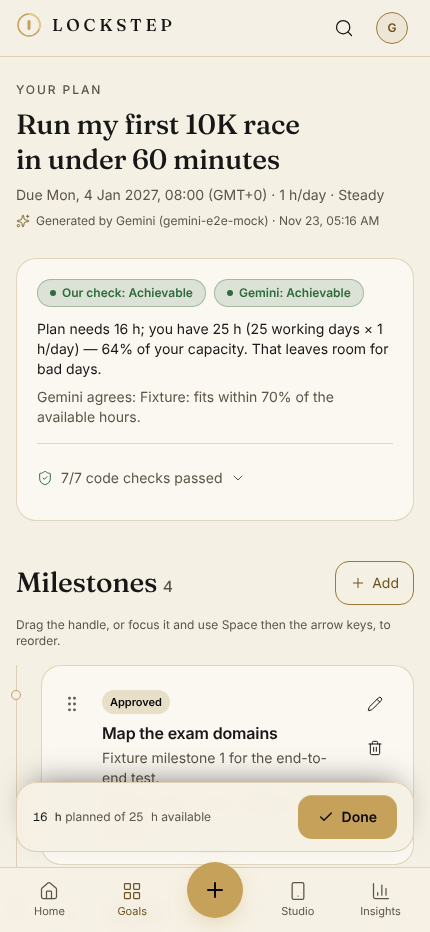 LOCKSTEP
G
YOUR PLAN
Run my first 10K race
in under 60 minutes
Due Mon, 4 Jan 2027, 08:00 (GMT+0) · 1 h/day · Steady
Generated by Gemini (gemini-e2e-mock) · Nov 23, 05:16 AM
Our check: Achievable
Gemini: Achievable
Plan needs 16 h; you have 25 h (25 working days × 1
h/day) — 64% of your capacity. That leaves room for
bad days.
Gemini agrees: Fixture: fits within 70% of the
available hours.
7/7 code checks passed
Milestones 4
Add
Drag the handle, or focus it and use Space then the arrow keys, to
reorder.
Approved
Map the exam domains
Fixture milestone 1 for the end-to-
end test.
16 h planned of 25 h available
Done
Home
Goals
Studio
Insights